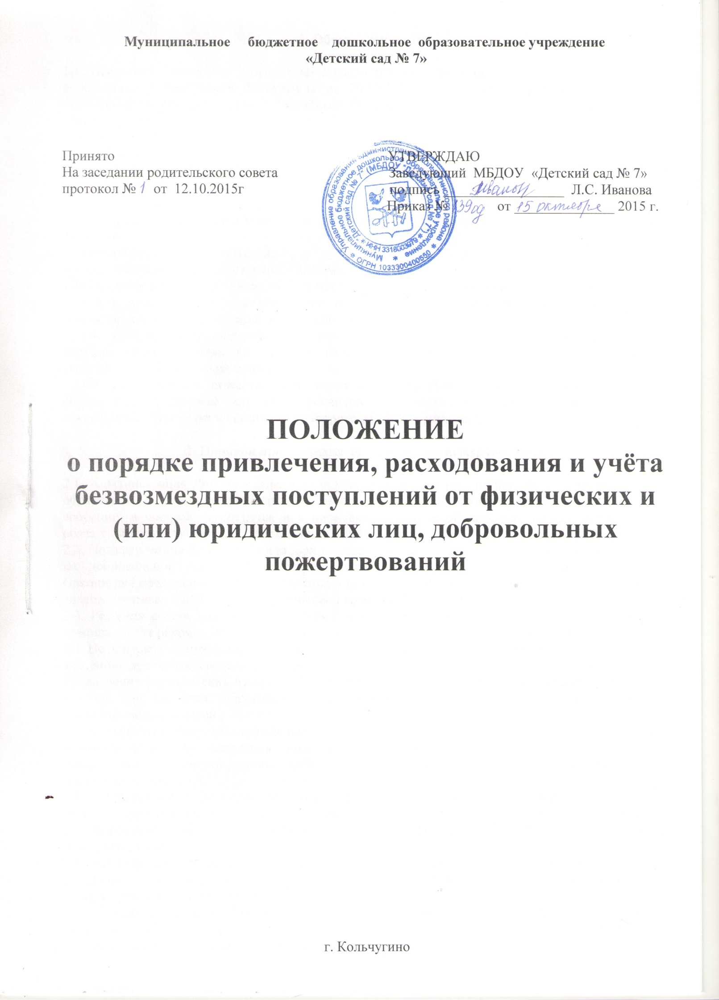 Муниципальное бюджетное дошкольное образовательное учреждение
«Детский сад № 7»
Принято
На заседании родительского совета
протокол № 1 от 12.10.2015г
УТВЕРЖДАЮ
Заведующий МБДОУ «Детский сад № 7»
подпись Иванон Л.С. Иванова
Приказ № 139од от 15 октября 2015 г.
Управление образования администрации Кольчугинского района * ОГРН 1033300400550 *
Муниципальное бюджетное дошкольное образовательное учреждение *
"Детский сад № 7" (МБДОУ "Детский сад № 7") * ИНН 3318003979 *
ПОЛОЖЕНИЕ
о порядке привлечения, расходования и учёта
безвозмездных поступлений от физических и
(или) юридических лиц, добровольных
пожертвований
г. Кольчугино